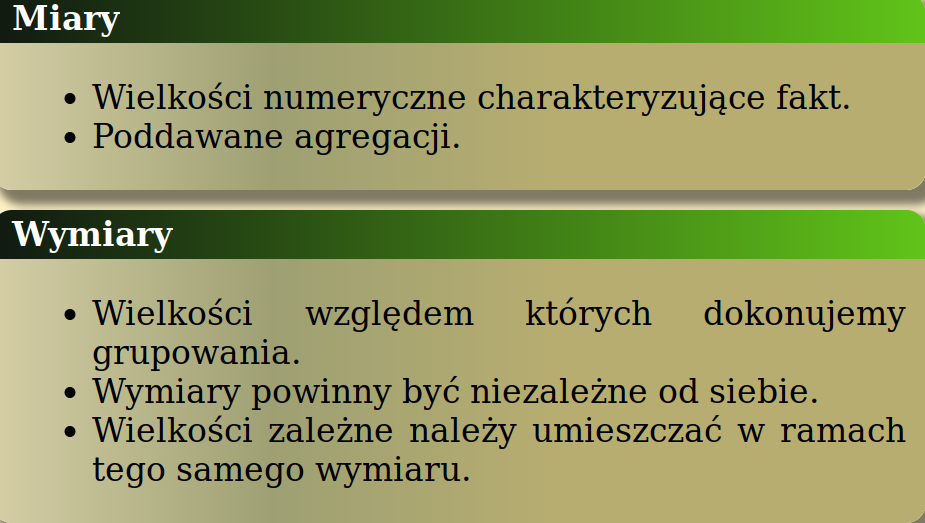 Miary
• Wielkości numeryczne charakteryzujące fakt.
• Poddawane agregacji.
Wymiary
• Wielkości względem których dokonujemy
grupowania.
• Wymiary powinny być niezależne od siebie.
• Wielkości zależne należy umieszczać w ramach
tego samego wymiaru.